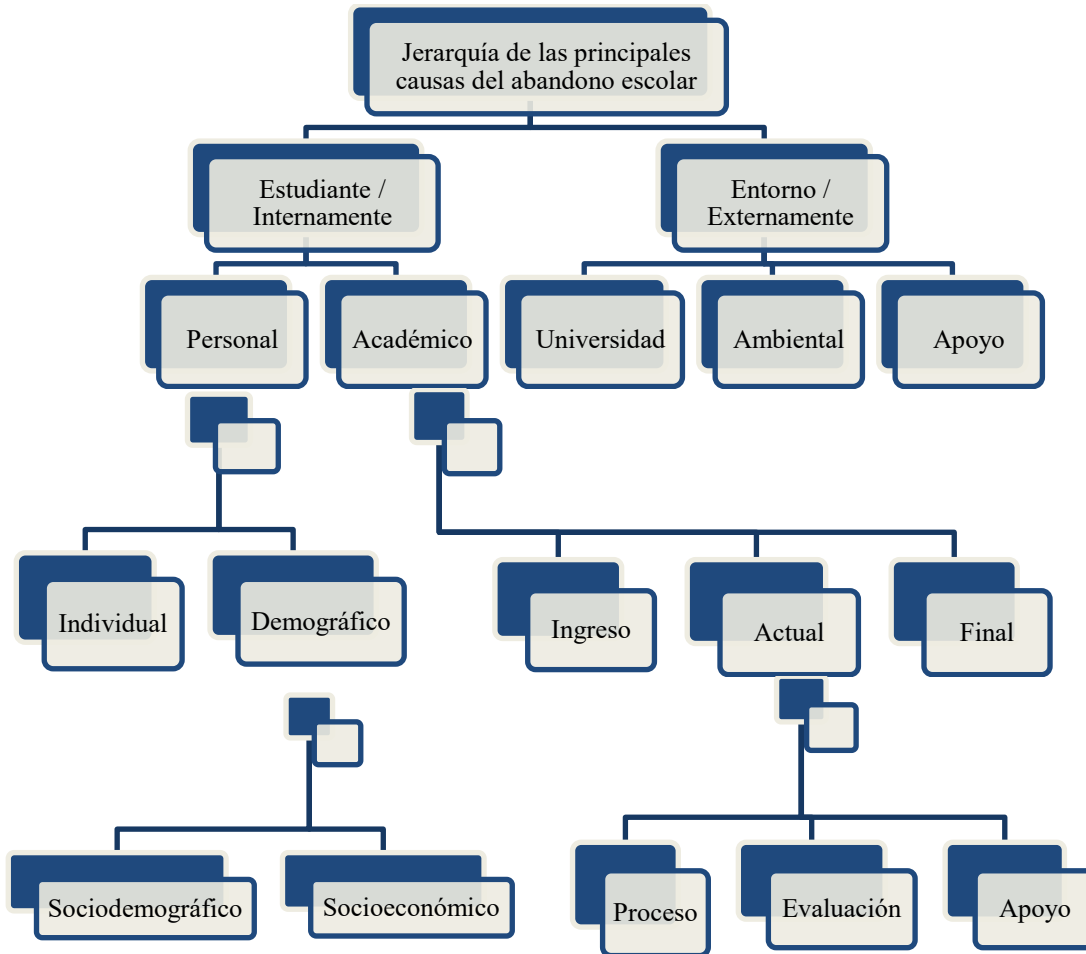 Jerarquía de las principales
causas del abandono escolar
Estudiante /
Internamente
Entorno /
Externamente
Personal
Académico
Universidad
Ambiental
Apoyo
Individual
Demográfico
Ingreso
Actual
Final
Sociodemográfico
Socioeconómico
Proceso
Evaluación
Apoyo